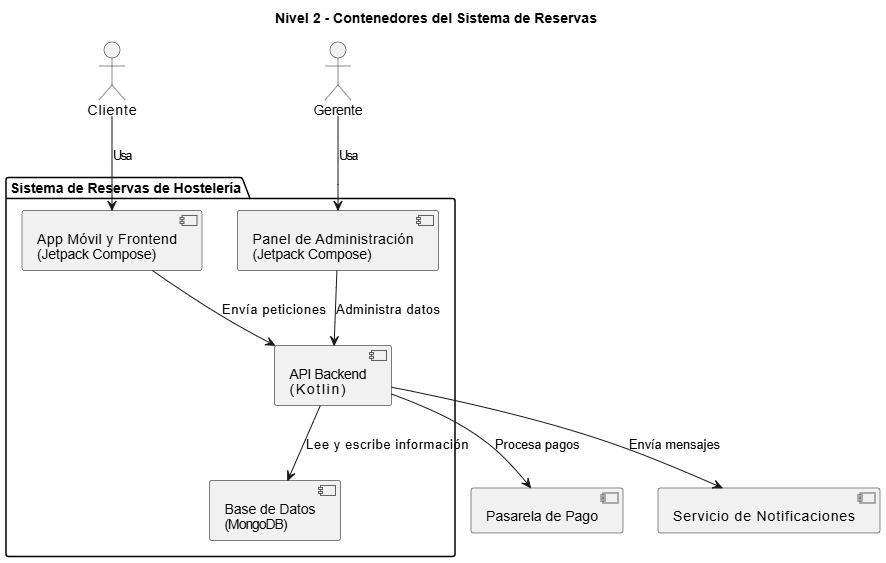 Nivel 2 - Contenedores del Sistema de Reservas
Cliente
Gerente
Usa
Usa
Sistema de Reservas de Hostelería
App Móvil y Frontend
(Jetpack Compose)
Panel de Administración
(Jetpack Compose)
Envía peticiones
Administra datos
API Backend
(Kotlin)
Lee y escribe información
Procesa pagos
Envía mensajes
Base de Datos
(MongoDB)
Pasarela de Pago
Servicio de Notificaciones